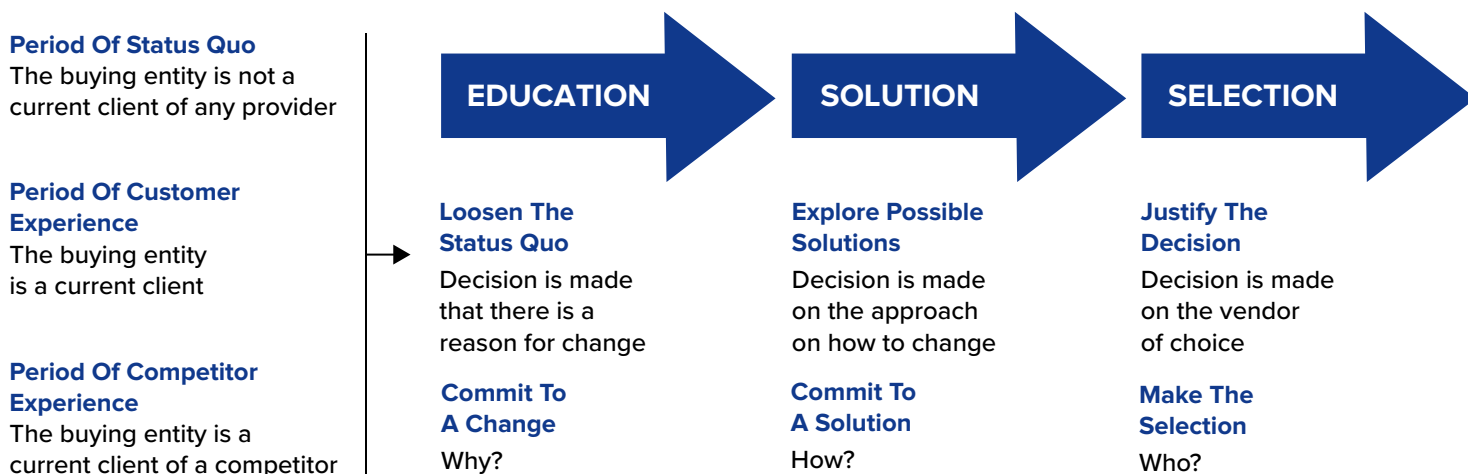 Period Of Status Quo
The buying entity is not a
current client of any provider
Period Of Customer
Experience
The buying entity
is a current client
Period Of Competitor
Experience
The buying entity is a
current client of a competitor
EDUCATION
Loosen The
Status Quo
Decision is made
that there is a
reason for change
Commit To
A Change
Why?
SOLUTION
Explore Possible
Solutions
Decision is made
on the approach
on how to change
Commit To
A Solution
How?
SELECTION
Justify The
Decision
Decision is made
on the vendor
of choice
Make The
Selection
Who?